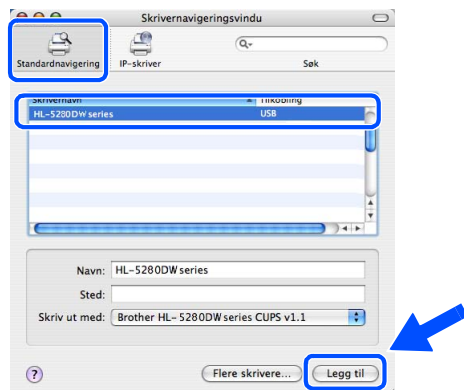 Skrivernavigeringsvindu
Standardnavigering IP-skriver Søk
Skrivernavn Tilkobling
HL-5280DW series USB
Navn: HL-5280DW series
Sted:
Skriv ut med: Brother HL- 5280DW series CUPS v1.1
? Flere skrivere... Legg til